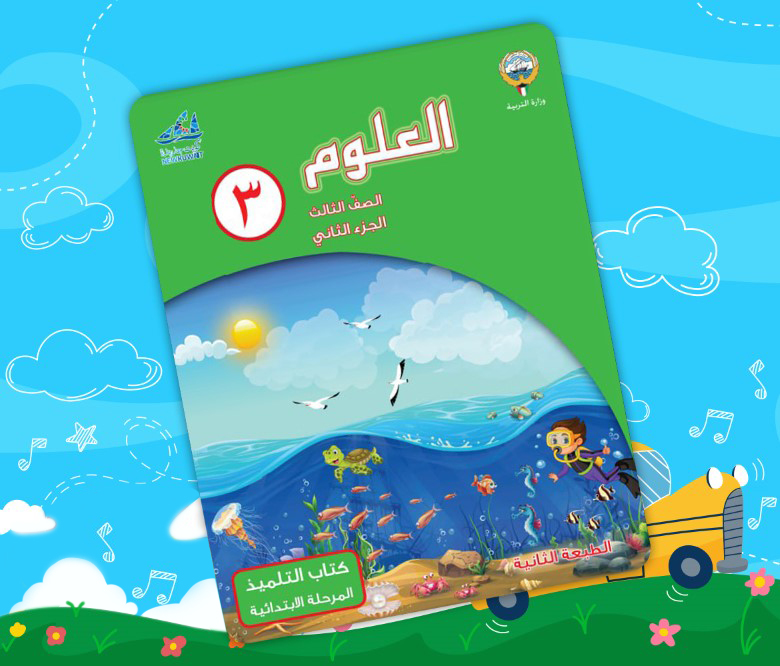 وزارة التربية
العلوم
٣
الصف الثالث
الجزء الثاني
الطبعة الثانية
كتاب التلميذ
المرحلة الابتدائية